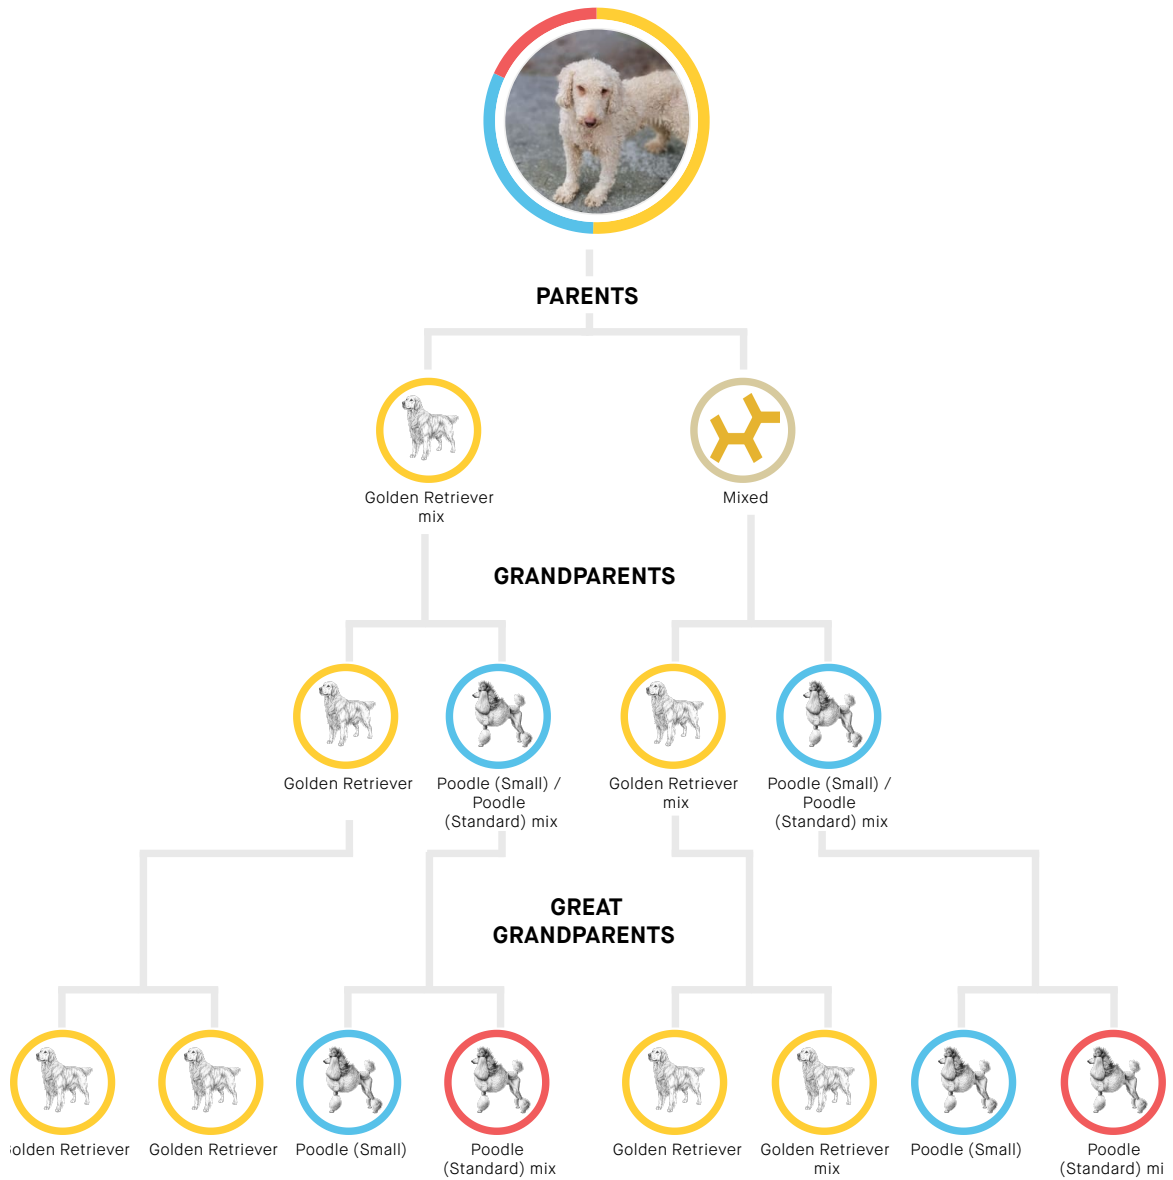 PARENTS
Golden Retriever
mix
Mixed
GRANDPARENTS
Golden Retriever
Poodle (Small) /
Poodle
(Standard) mix
Golden Retriever
mix
Poodle (Small) /
Poodle
(Standard) mix
GREAT
GRANDPARENTS
olden Retriever
Golden Retriever
Poodle (Small)
Poodle
(Standard) mix
Golden Retriever
Golden Retriever
mix
Poodle (Small)
Poodle
(Standard) mi